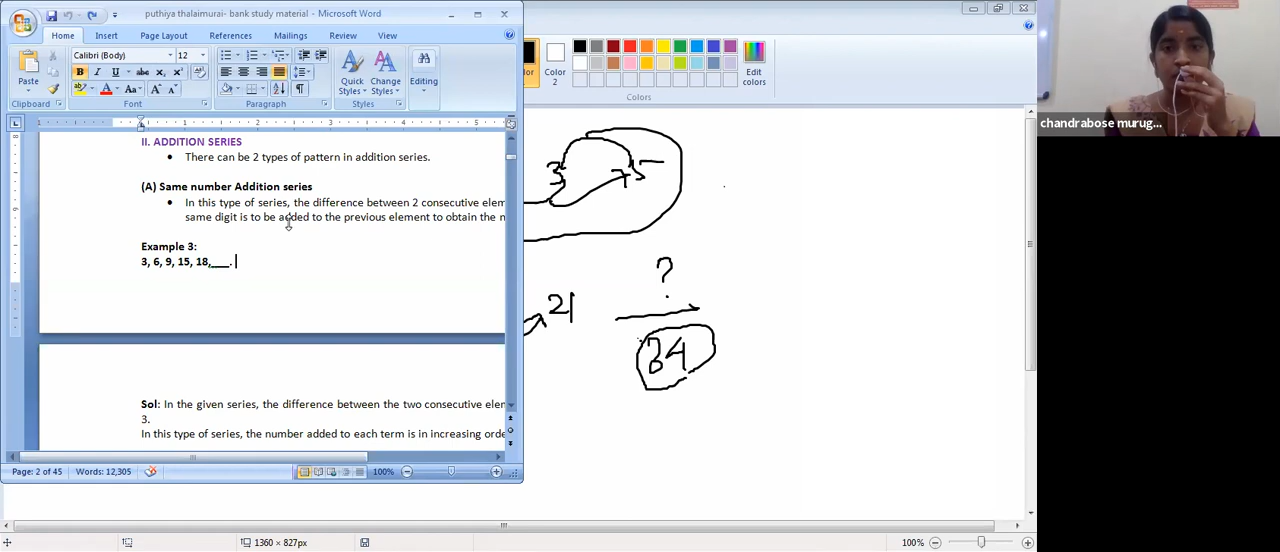 puthiya thalaimurai- bank study material - Microsoft Word
Home Insert Page Layout References Mailings Review View
Calibri (Body) 12
Paste
Quick Styles
Change Styles
Editing
Clipboard Font Paragraph Styles
Color 2
Edit colors
Colors
chandrabose murug...
II. ADDITION SERIES
• There can be 2 types of pattern in addition series.
(A) Same number Addition series
• In this type of series, the difference between 2 consecutive elem
same digit is to be added to the previous element to obtain the n
Example 3:
3, 6, 9, 15, 18,___.
Sol: In the given series, the difference between the two consecutive elem
3.
In this type of series, the number added to each term is in increasing orde
3 75
?
21
34
Page: 2 of 45 Words: 12,305 100%
1360 × 827px 100%